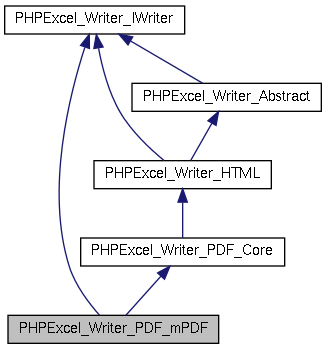 PHPExcel_Writer_IWriter
PHPExcel_Writer_Abstract
PHPExcel_Writer_HTML
PHPExcel_Writer_PDF_Core
PHPExcel_Writer_PDF_mPDF